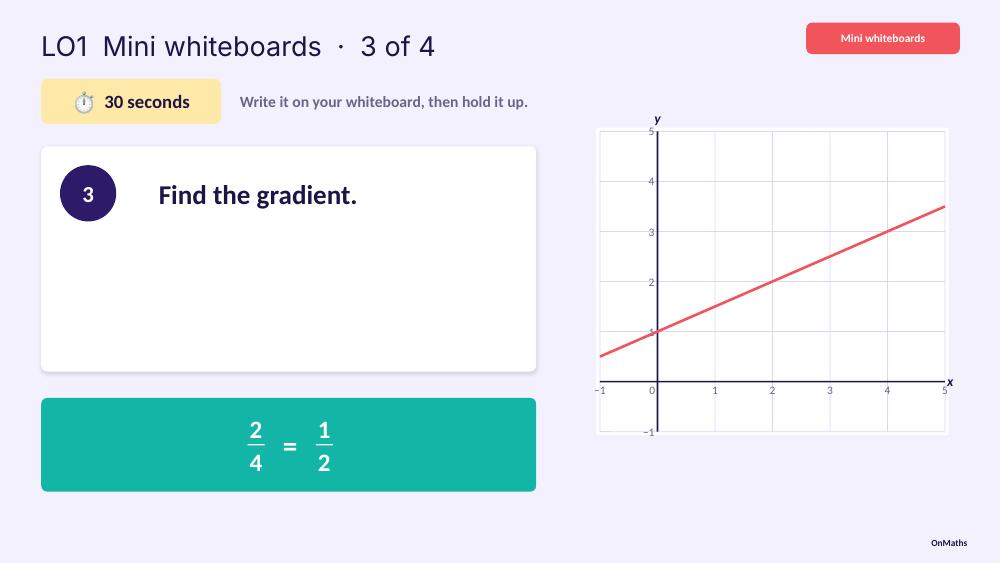 LO1 Mini whiteboards · 3 of 4
Mini whiteboards
⏱ 30 seconds
Write it on your whiteboard, then hold it up.
3
Find the gradient.
2/4 = 1/2
y
5
4
3
2
1
−1 0 1 2 3 4 5 x
−1
OnMaths